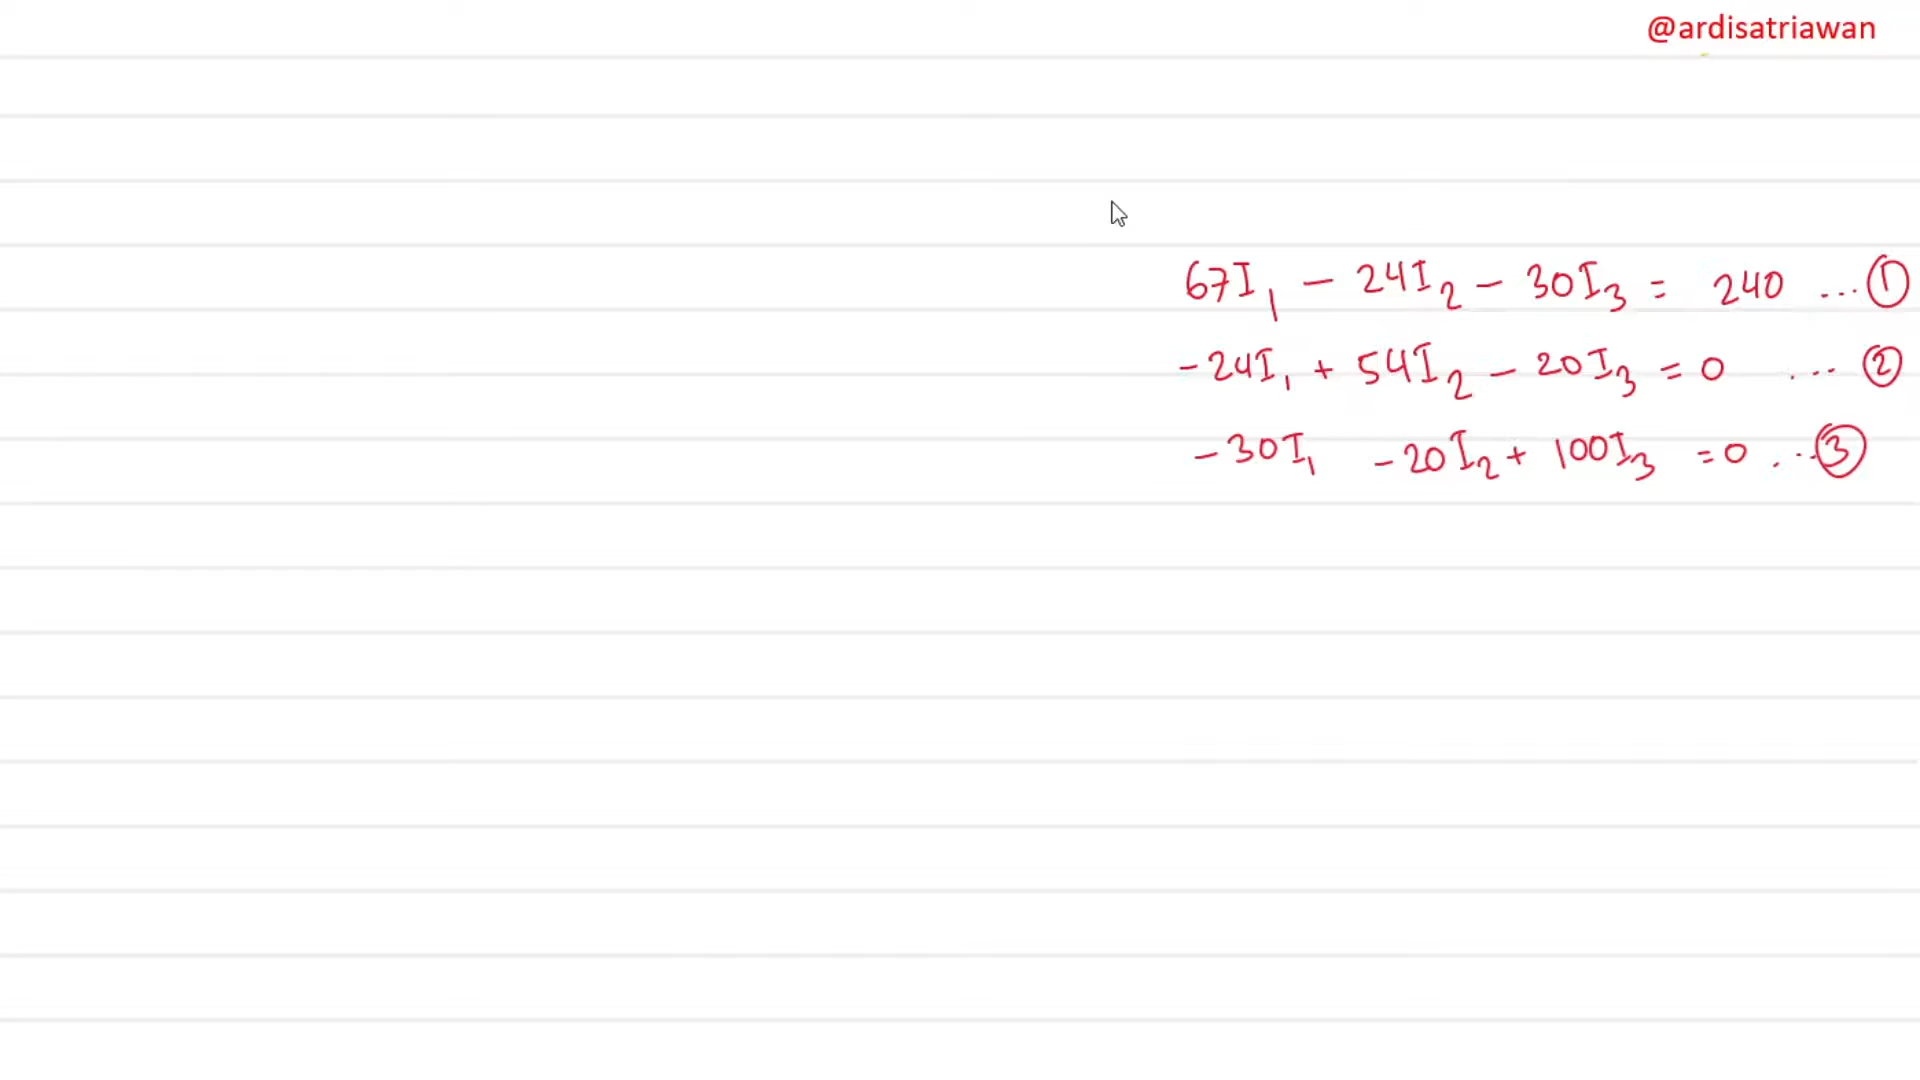 @ardisatriawan
67I₁ − 24I₂ − 30I₃ = 240 ... ①
-24I₁ + 54I₂ − 20I₃ = 0 ... ②
-30I₁ -20I₂ + 100I₃ = 0 ... ③